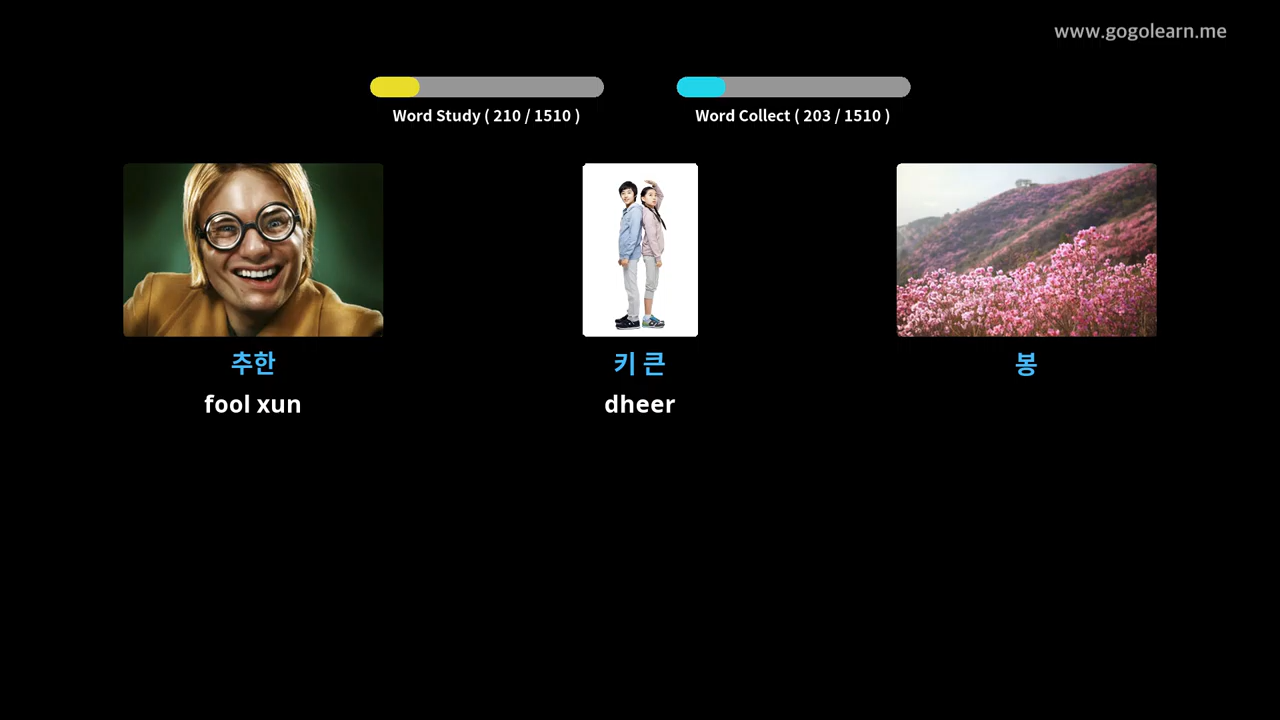 www.gogolearn.me
Word Study ( 210 / 1510 )
Word Collect ( 203 / 1510 )
추한
키 큰
봉
fool xun
dheer